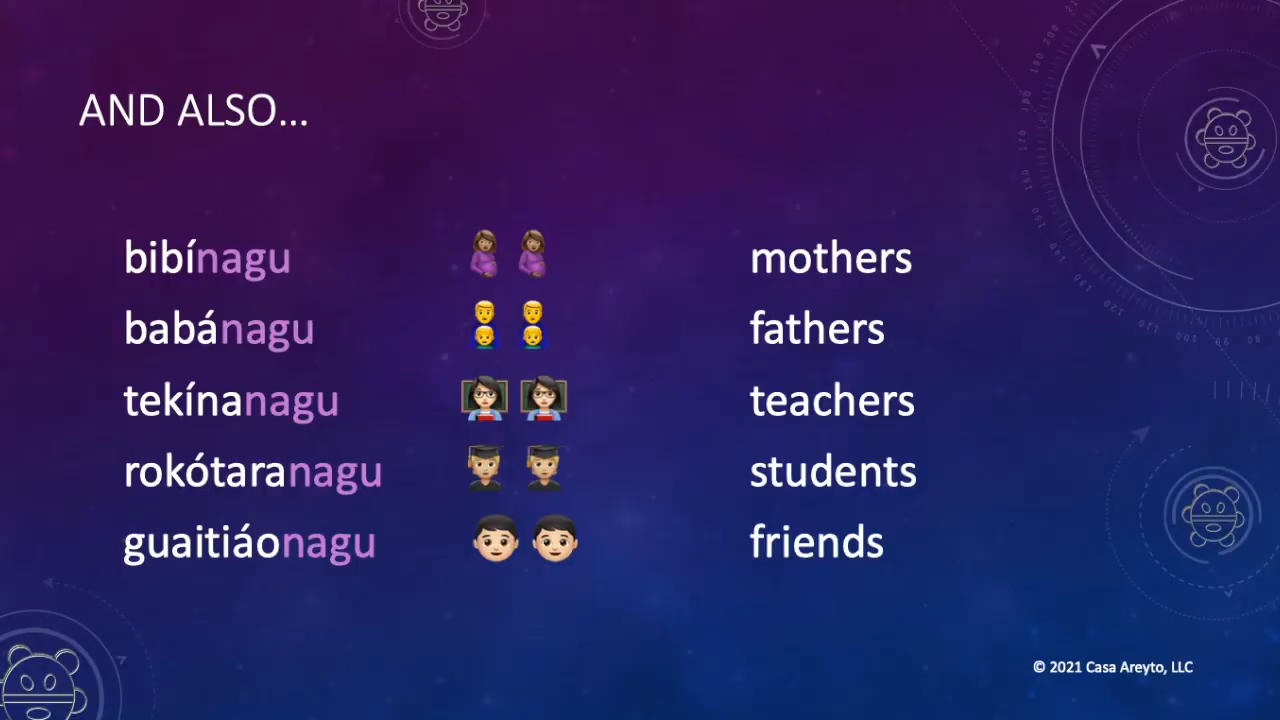 AND ALSO…
bibínagu mothers
babánagu fathers
tekínanagu teachers
rokótaranagu students
guaitiáonagu friends
© 2021 Casa Areyto, LLC